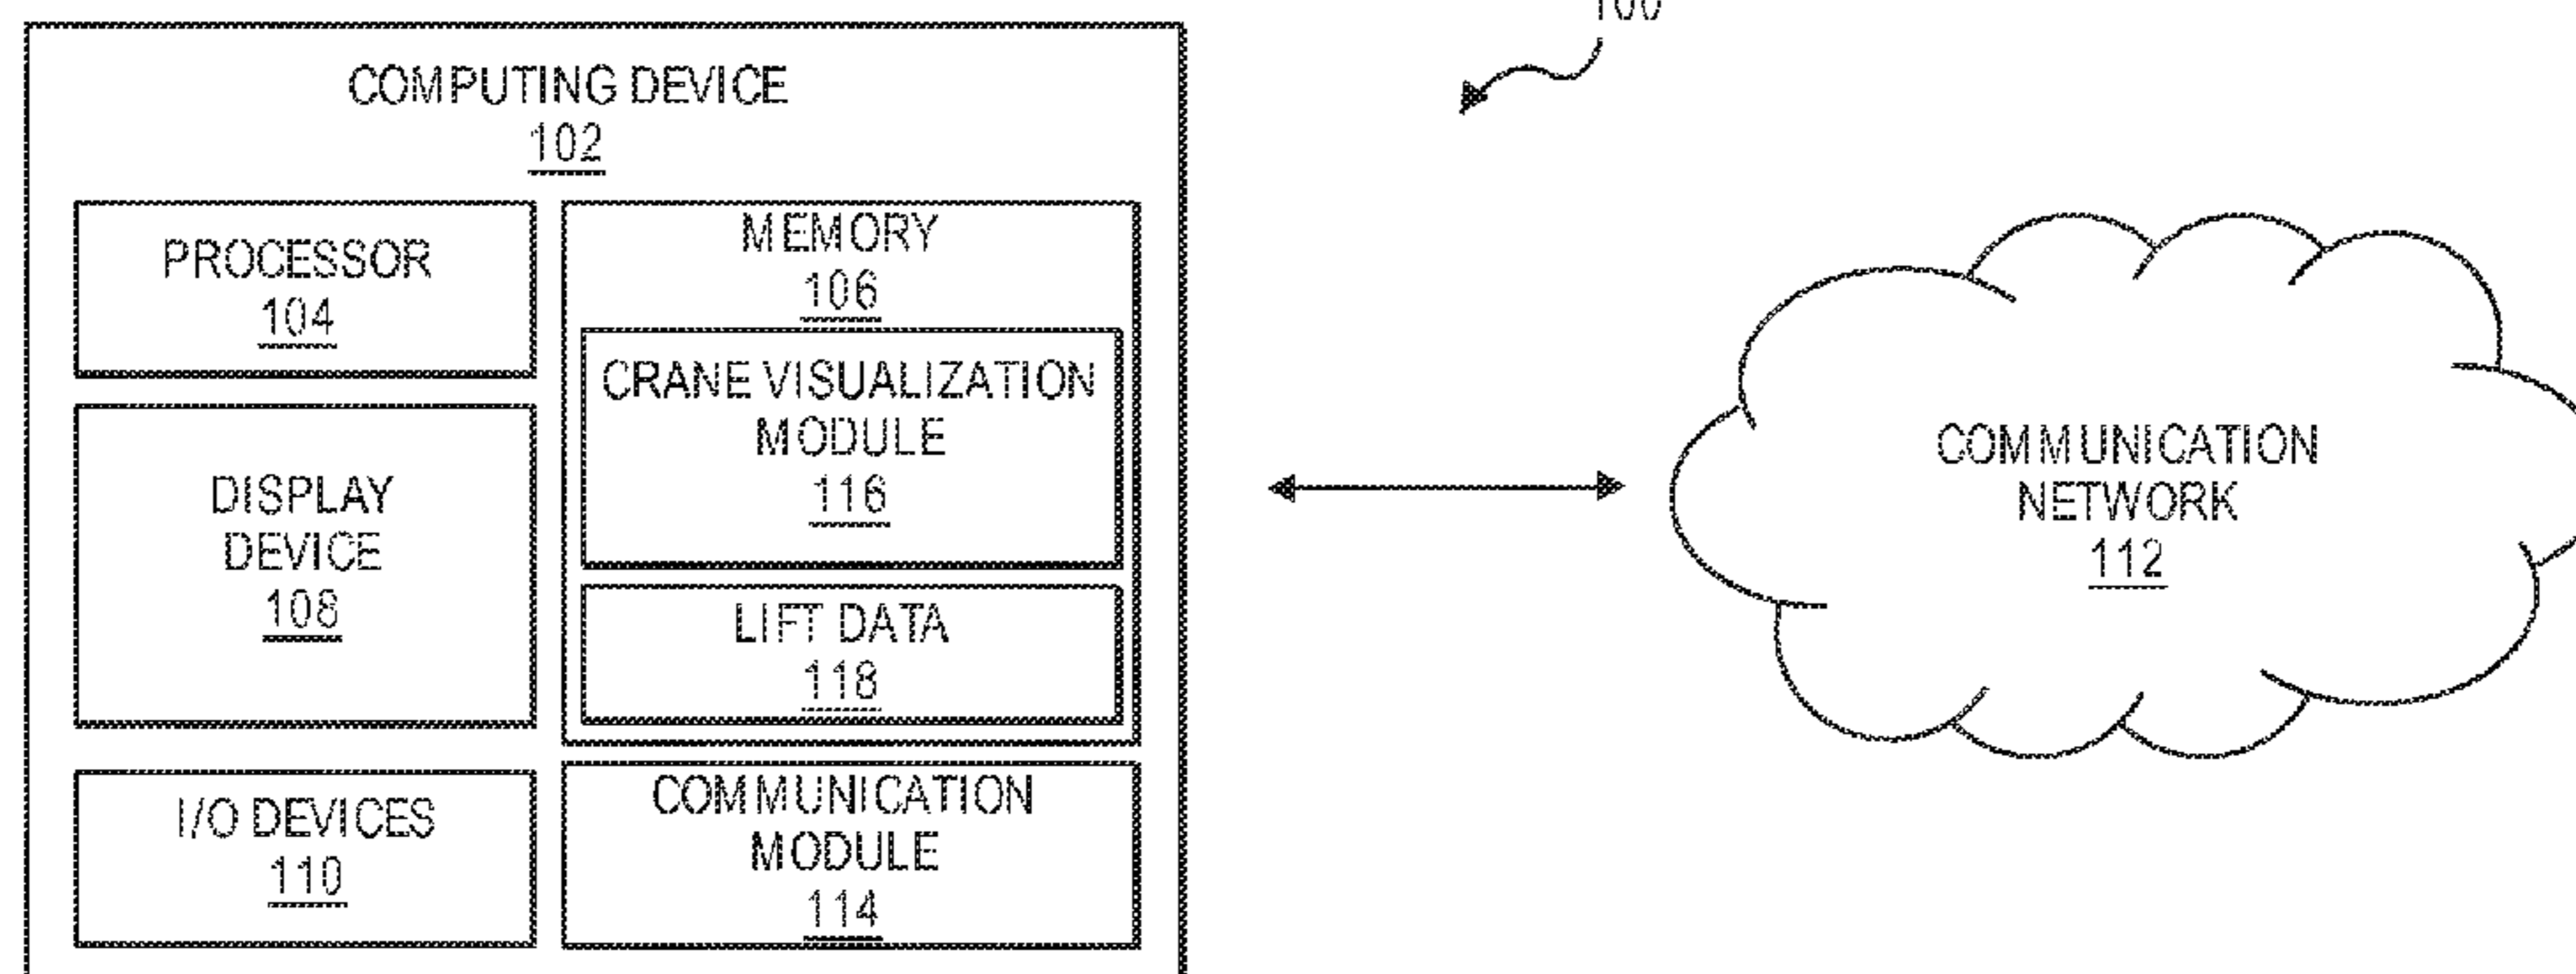 100
COMPUTING DEVICE
102
PROCESSOR
104
MEMORY
106
CRANE VISUALIZATION
MODULE
116
DISPLAY
DEVICE
108
LIFT DATA
118
I/O DEVICES
110
COMMUNICATION
MODULE
114
COMMUNICATION
NETWORK
112